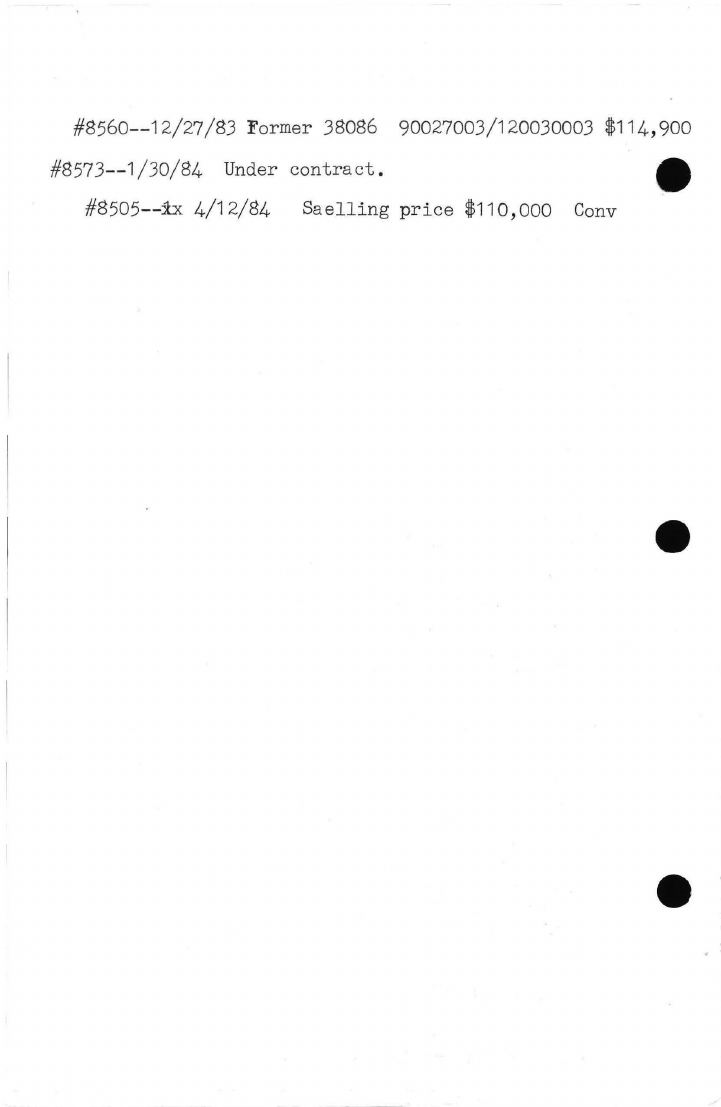 #8560--12/27/83 Former 38086 90027003/120030003 $114,900
#8573--1/30/84 Under contract.
#8505--ix 4/12/84 Saelling price $110,000 Conv